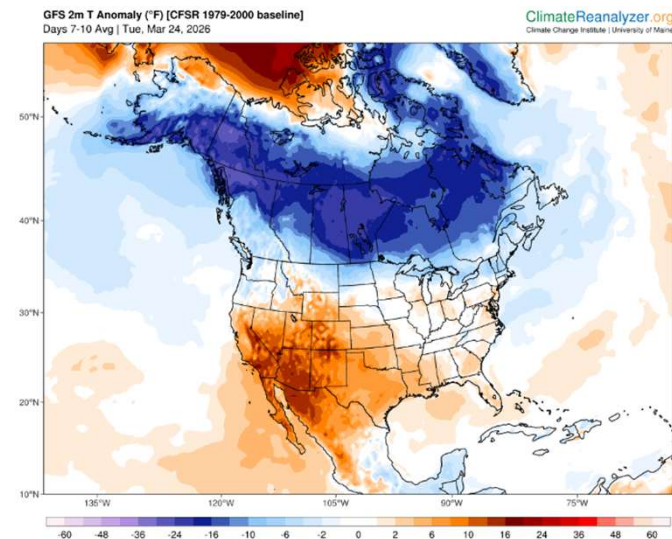 GFS 2m T Anomaly (°F) [CFSR 1979-2000 baseline]
Days 7-10 Avg | Tue, Mar 24, 2026
ClimateReanalyzer.org
Climate Change Institute | University of Maine
50°N
40°N
30°N
20°N
10°N
135°W
120°W
105°W
90°W
75°W
-60 -48 -36 -24 -16 -10 -6 -2 0 2 6 10 16 24 36 48 60